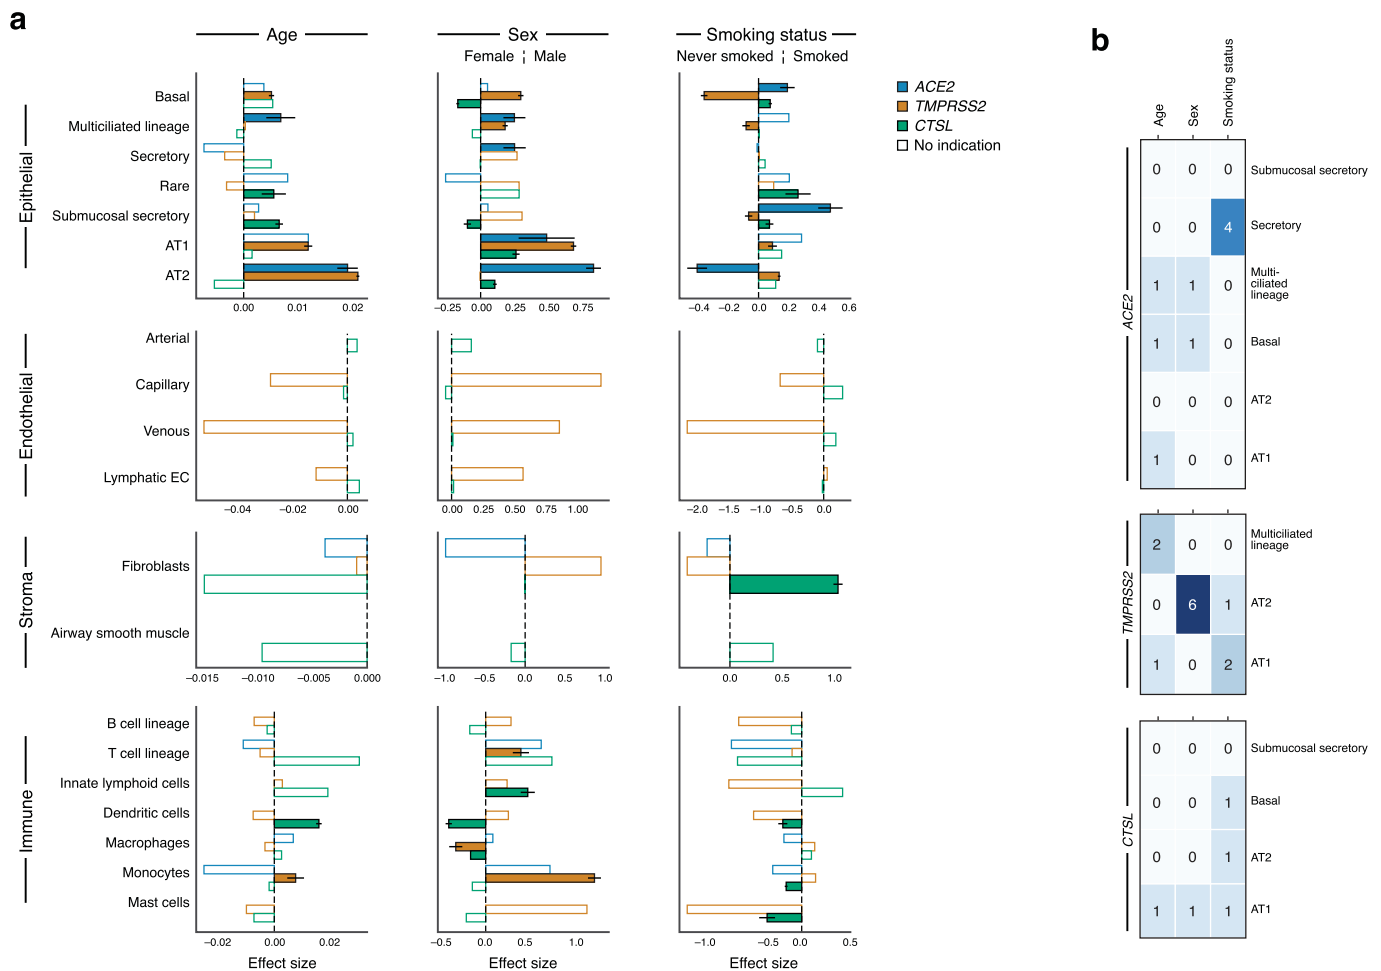 a
Age
Sex
Smoking status
Female
Male
Never smoked
Smoked
Epithelial
Basal
Multiciliated lineage
Secretory
Rare
Submucosal secretory
AT1
AT2
0.00 0.01 0.02
−0.25 0.00 0.25 0.50 0.75
−0.4 −0.2 0.0 0.2 0.4 0.6
ACE2
TMPRSS2
CTSL
No indication
Endothelial
Arterial
Capillary
Venous
Lymphatic EC
−0.04 −0.02 0.00
0.00 0.25 0.50 0.75 1.00
−2.0 −1.5 −1.0 −0.5 0.0
Stroma
Fibroblasts
Airway smooth muscle
−0.015 −0.010 −0.005 0.000
−1.0 −0.5 0.0 0.5 1.0
0.0 0.5 1.0
Immune
B cell lineage
T cell lineage
Innate lymphoid cells
Dendritic cells
Macrophages
Monocytes
Mast cells
−0.02 0.00 0.02
−0.5 0.0 0.5 1.0
−1.0 −0.5 0.0 0.5
Effect size
Effect size
Effect size
b
Age
Sex
Smoking status
ACE2
0 0 0 Submucosal secretory
0 0 4 Secretory
1 1 0 Multi-
ciliated
lineage
1 1 0 Basal
0 0 0 AT2
1 0 0 AT1
TMPRSS2
2 0 0 Multiciliated
lineage
0 6 1 AT2
1 0 2 AT1
CTSL
0 0 0 Submucosal secretory
0 0 1 Basal
0 0 1 AT2
1 1 1 AT1